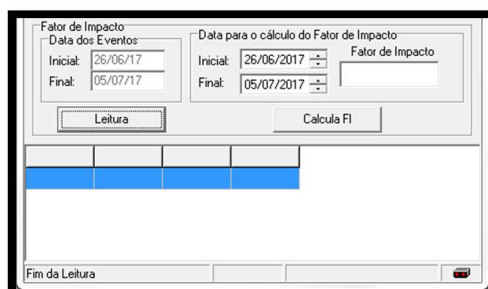 Fator de Impacto
Data dos Eventos
Inicial: 26/06/17
Final: 05/07/17
Data para o cálculo do Fator de Impacto
Inicial: 26/06/2017
Final: 05/07/2017
Fator de Impacto
Leitura
Calcula FI
Fim da Leitura